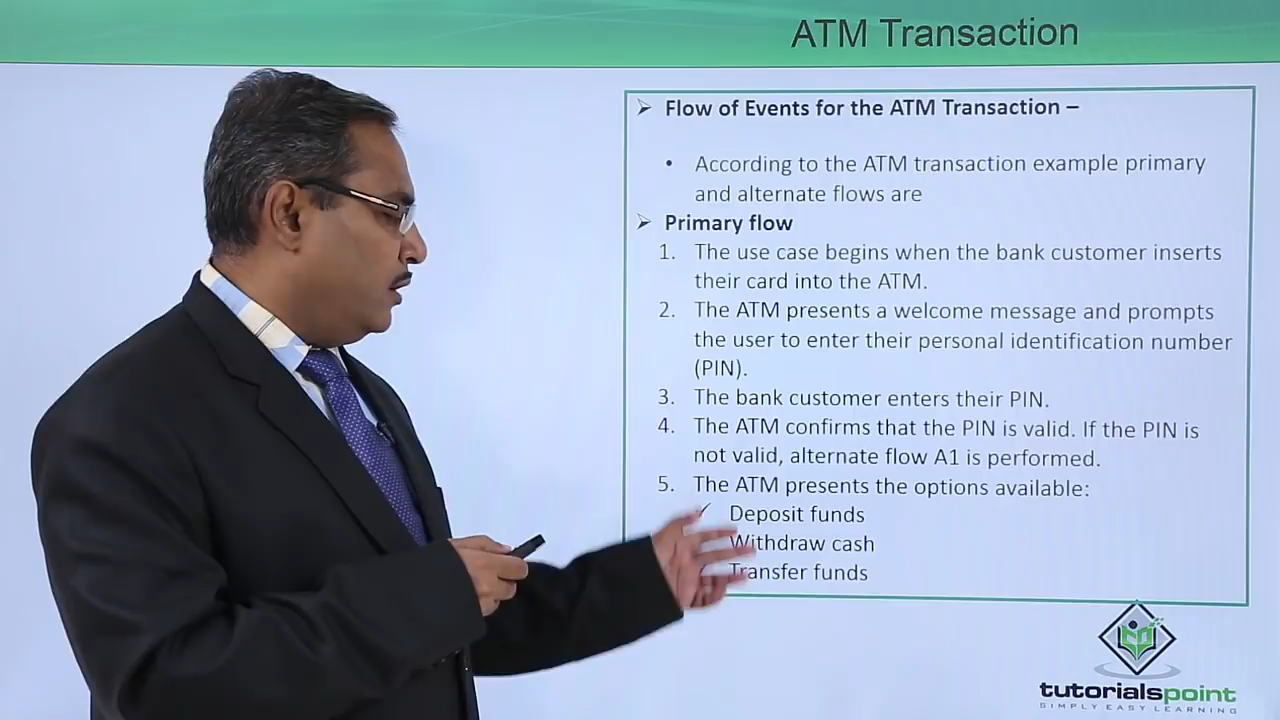 ATM Transaction
➢ Flow of Events for the ATM Transaction –
• According to the ATM transaction example primary
and alternate flows are
➢ Primary flow
1. The use case begins when the bank customer inserts
their card into the ATM.
2. The ATM presents a welcome message and prompts
the user to enter their personal identification number
(PIN).
3. The bank customer enters their PIN.
4. The ATM confirms that the PIN is valid. If the PIN is
not valid, alternate flow A1 is performed.
5. The ATM presents the options available:
✓ Deposit funds
Withdraw cash
Transfer funds
tutorialspoint
SIMPLY EASY LEARNING